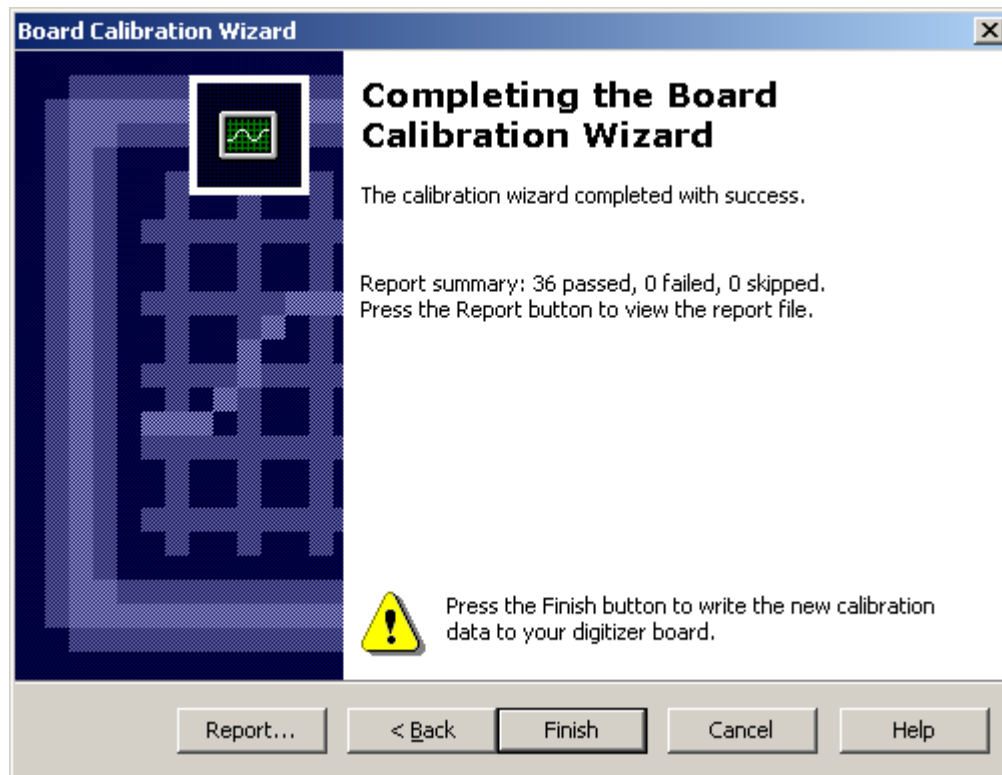 Board Calibration Wizard
Completing the Board
Calibration Wizard
The calibration wizard completed with success.
Report summary: 36 passed, 0 failed, 0 skipped.
Press the Report button to view the report file.
Press the Finish button to write the new calibration
data to your digitizer board.
Report...
< Back
Finish
Cancel
Help